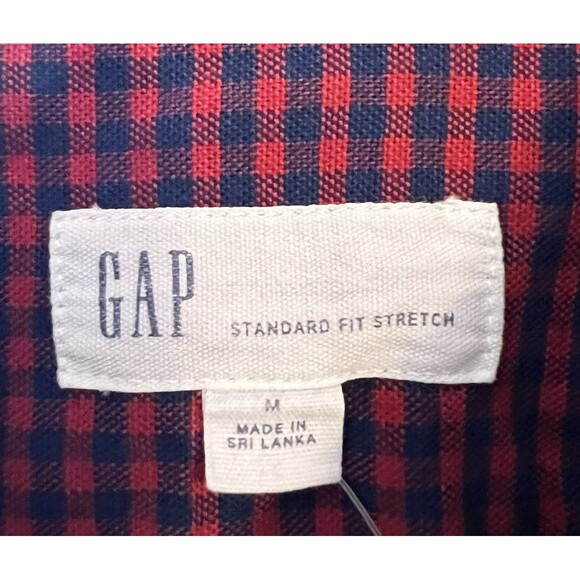 GAP
STANDARD FIT STRETCH
M
MADE IN
SRI LANKA